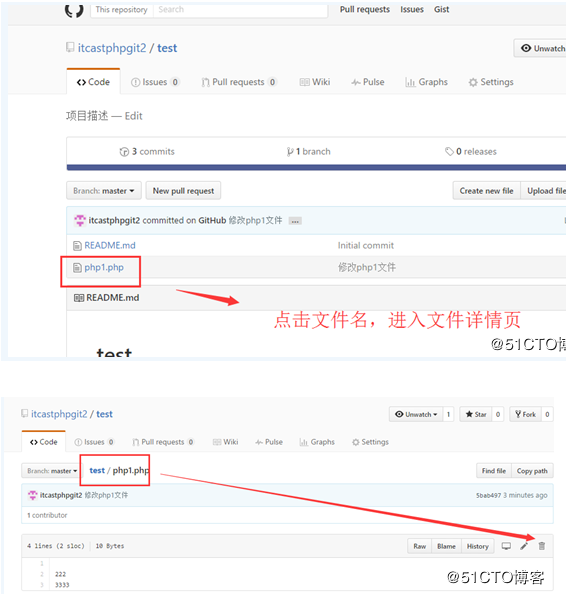 This repository Search Pull requests Issues Gist
itcastphpgit2 / test Unwatch
Code Issues 0 Pull requests 0 Wiki Pulse Graphs Settings
项目描述 — Edit
3 commits 1 branch 0 releases
Branch: master New pull request Create new file Upload file
itcastphpgit2 committed on GitHub 修改php1文件 ...
README.md Initial commit
php1.php 修改php1文件
README.md
点击文件名，进入文件详情页
test
@51CTO博客
itcastphpgit2 / test Unwatch 1 Star 0 Fork 0
Code Issues 0 Pull requests 0 Wiki Pulse Graphs Settings
Branch: master test / php1.php Find file Copy path
itcastphpgit2 修改php1文件 5bab497 3 minutes ago
1 contributor
4 lines (2 sloc) 10 Bytes Raw Blame History
1
2 222
3 3333
@51CTO博客